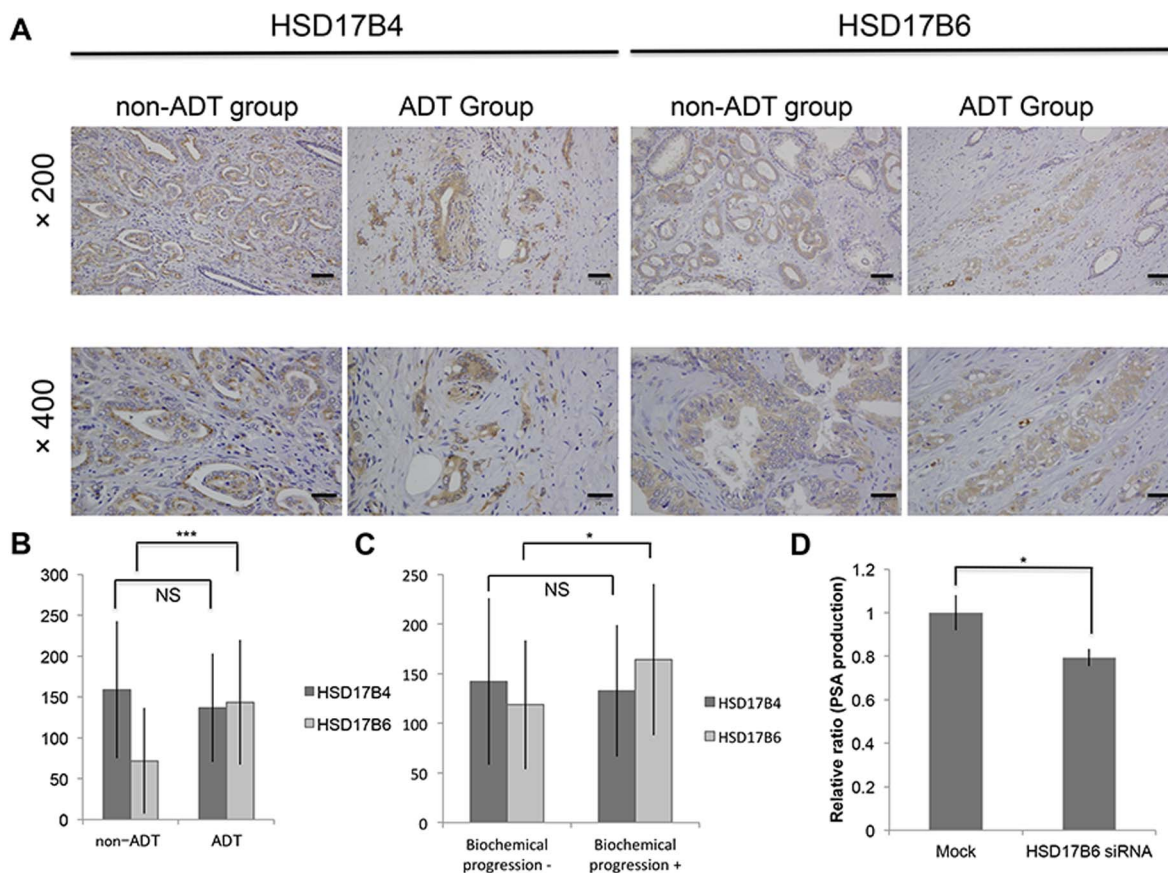 A
HSD17B4
HSD17B6
non-ADT group
ADT Group
non-ADT group
ADT Group
× 200
× 400
B
***
NS
300
250
200
150
100
50
0
non-ADT
ADT
HSD17B4
HSD17B6
C
*
NS
250
200
150
100
50
0
Biochemical
progression -
Biochemical
progression +
HSD17B4
HSD17B6
D
*
Relative ratio (PSA production)
1.2
1
0.8
0.6
0.4
0.2
0
Mock
HSD17B6 siRNA